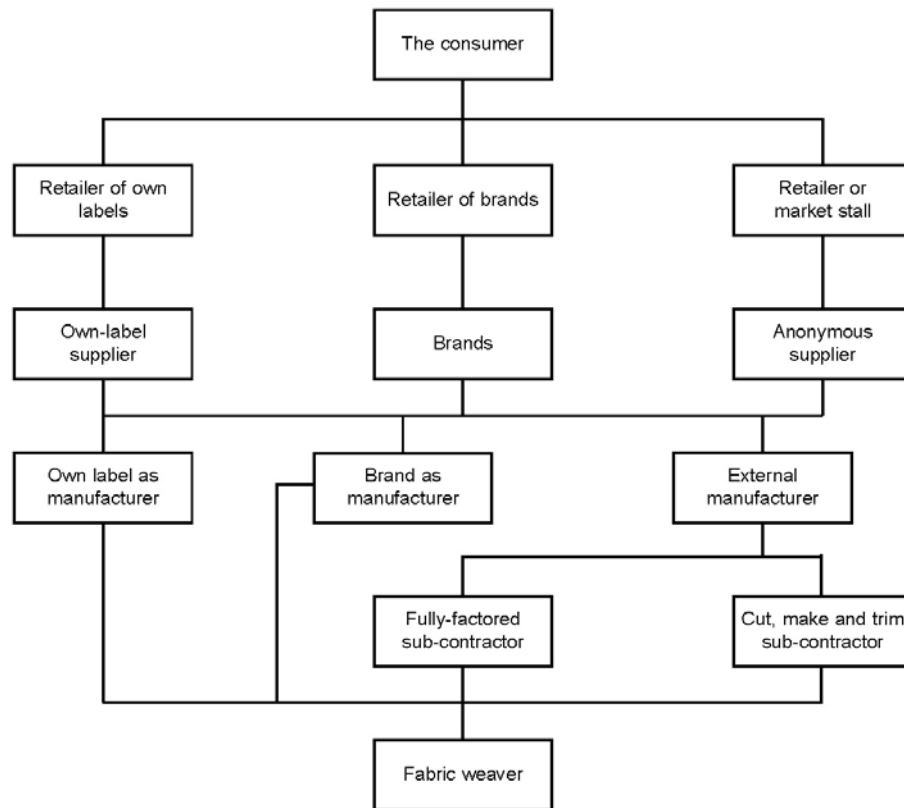 The consumer
Retailer of own
labels
Retailer of brands
Retailer or
market stall
Own-label
supplier
Brands
Anonymous
supplier
Own label as
manufacturer
Brand as
manufacturer
External
manufacturer
Fully-factored
sub-contractor
Cut, make and trim
sub-contractor
Fabric weaver